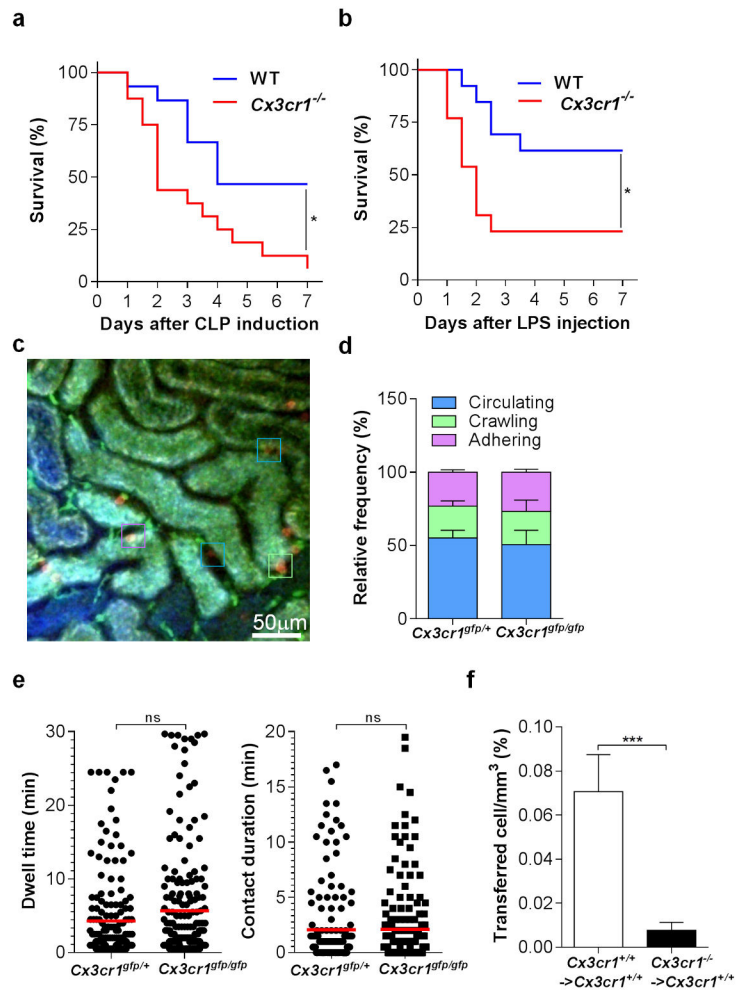 a
Survival (%)
100
75
50
25
0
WT
Cx3cr1-/-
*
0 1 2 3 4 5 6 7
Days after CLP induction
b
Survival (%)
100
75
50
25
0
WT
Cx3cr1-/-
*
0 1 2 3 4 5 6 7
Days after LPS injection
c
50μm
d
Relative frequency (%)
150
100
50
0
Circulating
Crawling
Adhering
Cx3cr1gfp/+ Cx3cr1gfp/gfp
e
Dwell time (min)
30
20
10
0
ns
Cx3cr1gfp/+ Cx3cr1gfp/gfp
Contact duration (min)
20
15
10
5
0
ns
Cx3cr1gfp/+ Cx3cr1gfp/gfp
f
Transferred cell/mm3 (%)
0.10
0.08
0.06
0.04
0.02
0.00
***
Cx3cr1+/+ Cx3cr1-/-
->Cx3cr1+/+ ->Cx3cr1+/+